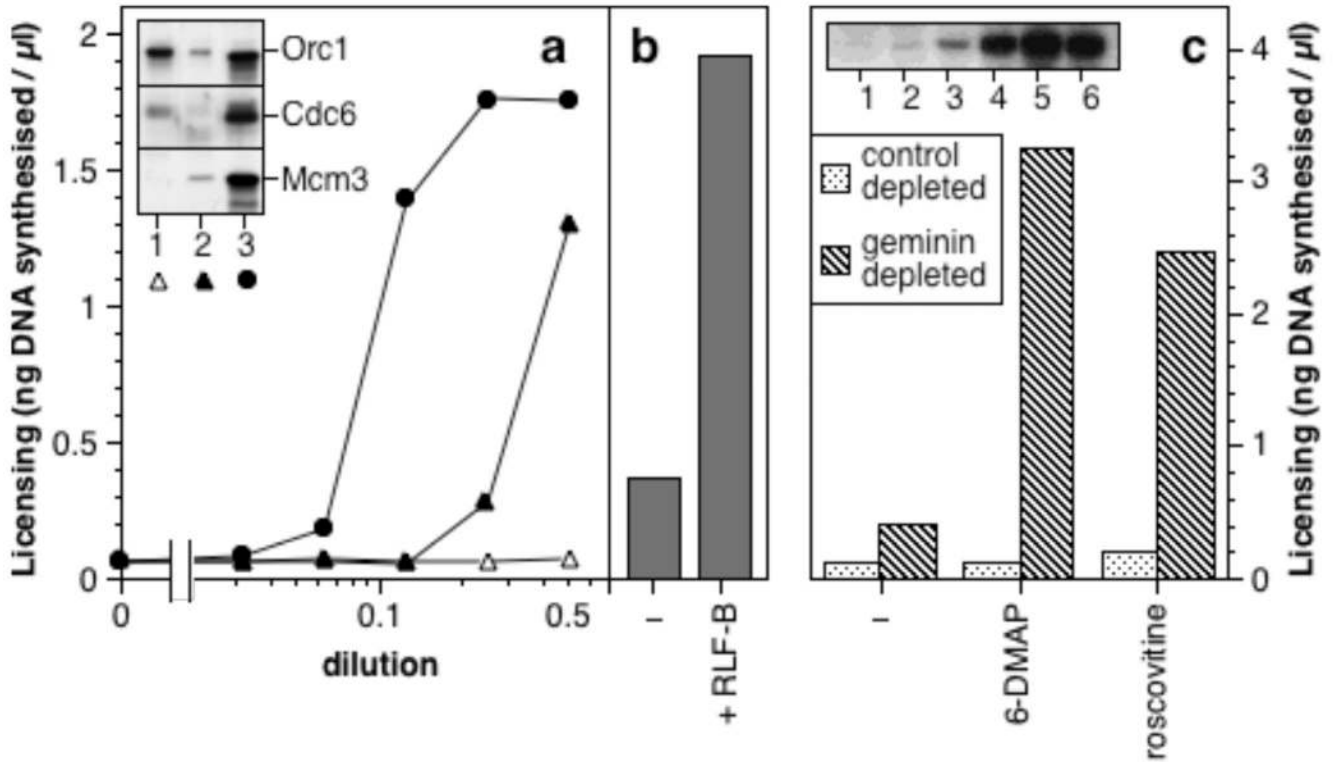 Licensing (ng DNA synthesised / µl)
2
1.5
1
0.5
0
Orc1
Cdc6
Mcm3
1 2 3
a
0 0.1 0.5
dilution
b
–
+ RLF-B
c
1 2 3 4 5 6
control
depleted
geminin
depleted
–
6-DMAP
roscovitine
4
3
2
1
0
Licensing (ng DNA synthesised / µl)